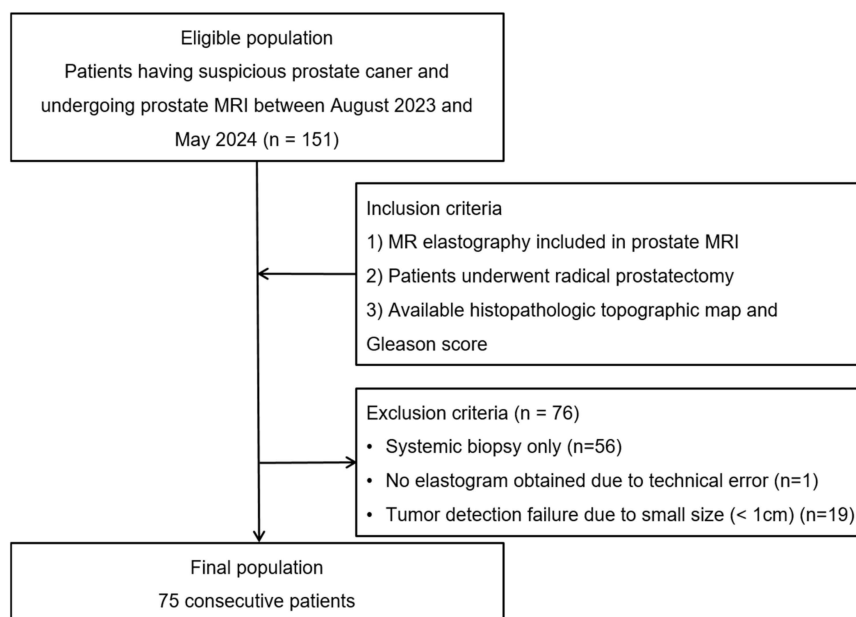 Eligible population
Patients having suspicious prostate caner and
undergoing prostate MRI between August 2023 and
May 2024 (n = 151)
Inclusion criteria
1) MR elastography included in prostate MRI
2) Patients underwent radical prostatectomy
3) Available histopathologic topographic map and
Gleason score
Exclusion criteria (n = 76)
• Systemic biopsy only (n=56)
• No elastogram obtained due to technical error (n=1)
• Tumor detection failure due to small size (< 1cm) (n=19)
Final population
75 consecutive patients